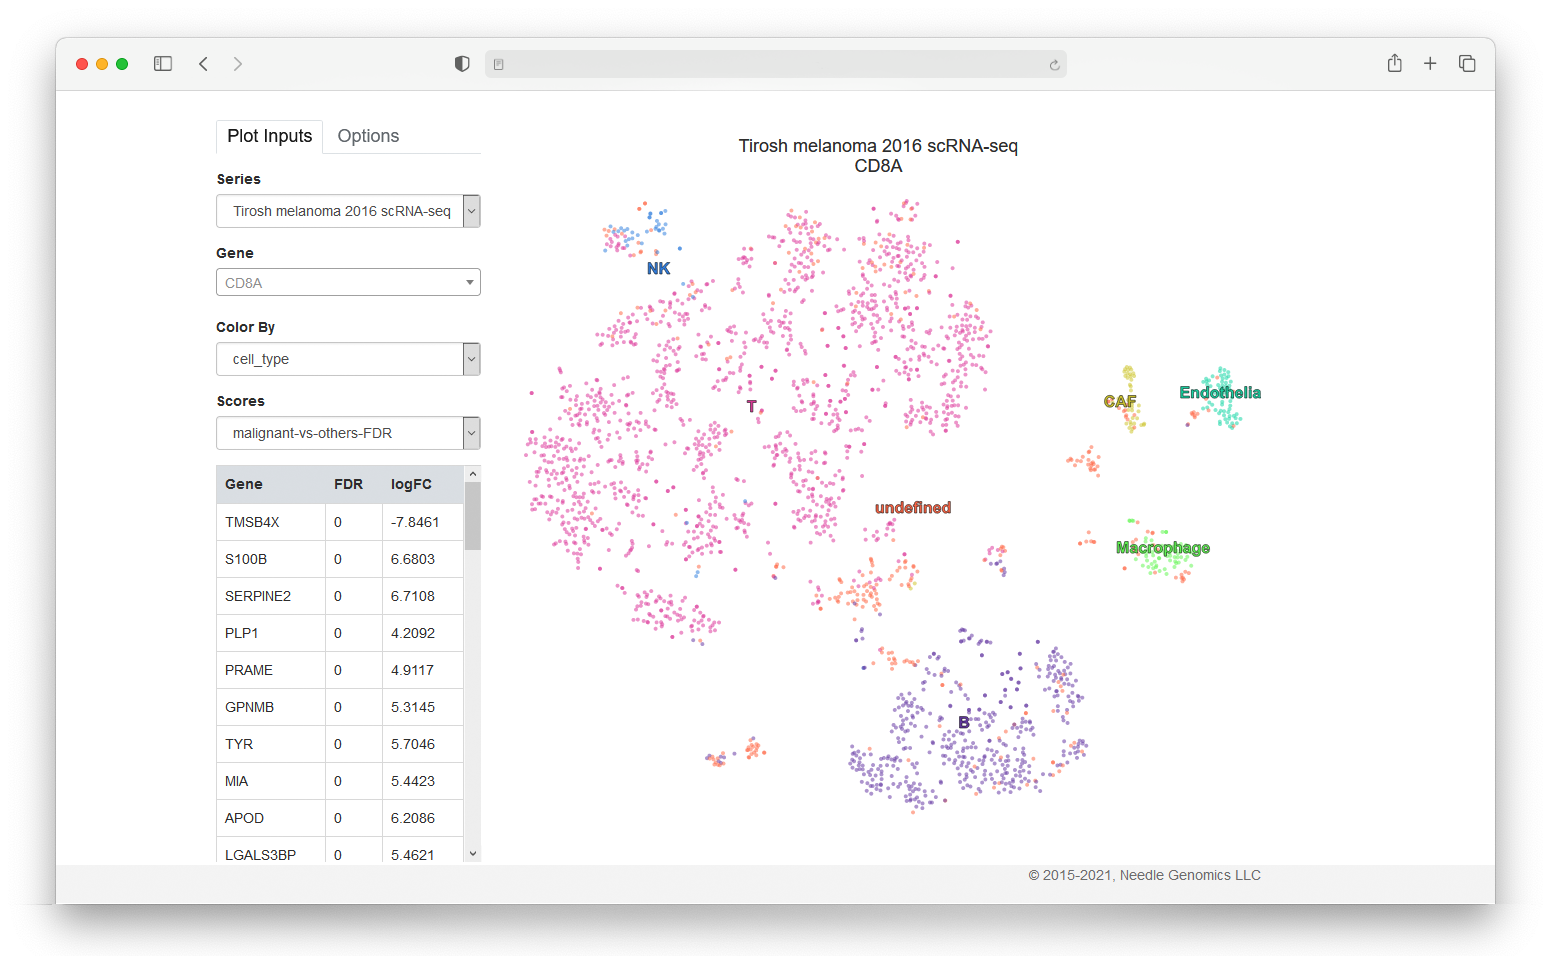 Plot Inputs Options
Series
Tirosh melanoma 2016 scRNA-seq
Gene
CD8A
Color By
cell_type
Scores
malignant-vs-others-FDR
Gene FDR logFC
TMSB4X 0 -7.8461
S100B 0 6.6803
SERPINE2 0 6.7108
PLP1 0 4.2092
PRAME 0 4.9117
GPNMB 0 5.3145
TYR 0 5.7046
MIA 0 5.4423
APOD 0 6.2086
LGALS3BP 0 5.4621
Tirosh melanoma 2016 scRNA-seq
CD8A
NK
T
CAF
Endothelia
undefined
Macrophage
B
© 2015-2021, Needle Genomics LLC